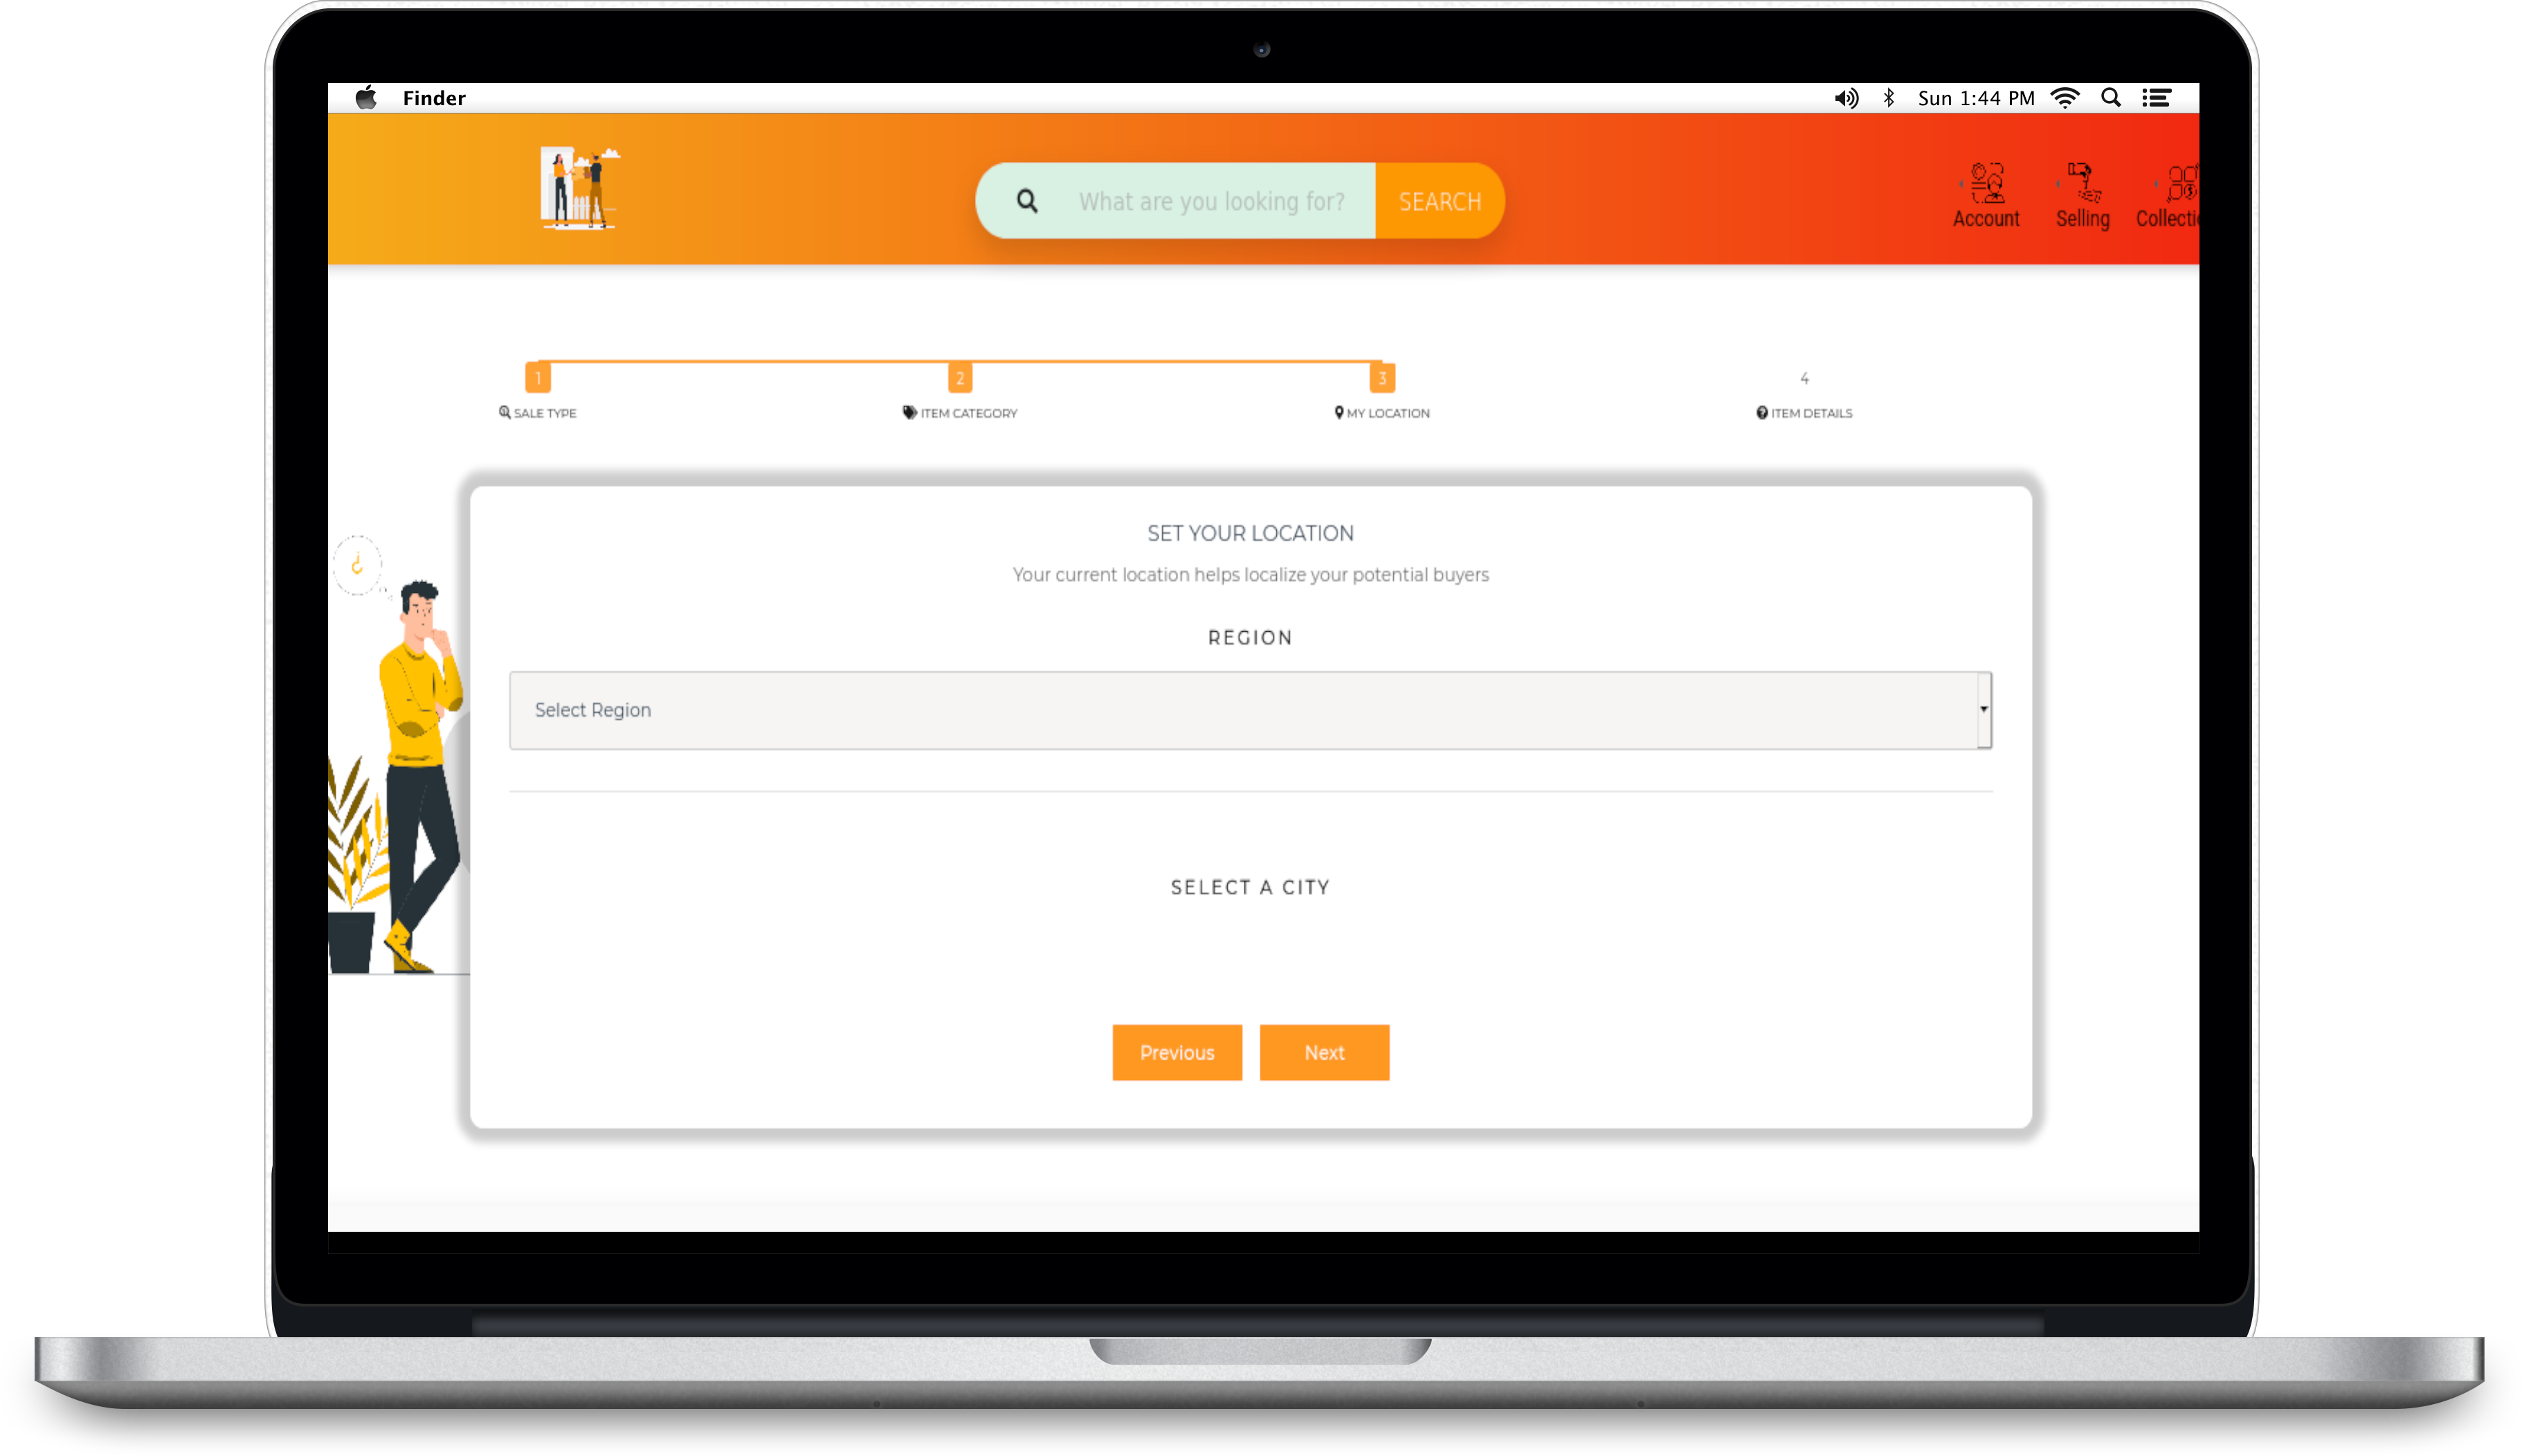 Finder
Sun 1:44 PM
What are you looking for?
SEARCH
Account
Selling
Collecti
1
2
3
4
SALE TYPE
ITEM CATEGORY
MY LOCATION
ITEM DETAILS
SET YOUR LOCATION
Your current location helps localize your potential buyers
¿
REGION
Select Region
SELECT A CITY
Previous
Next